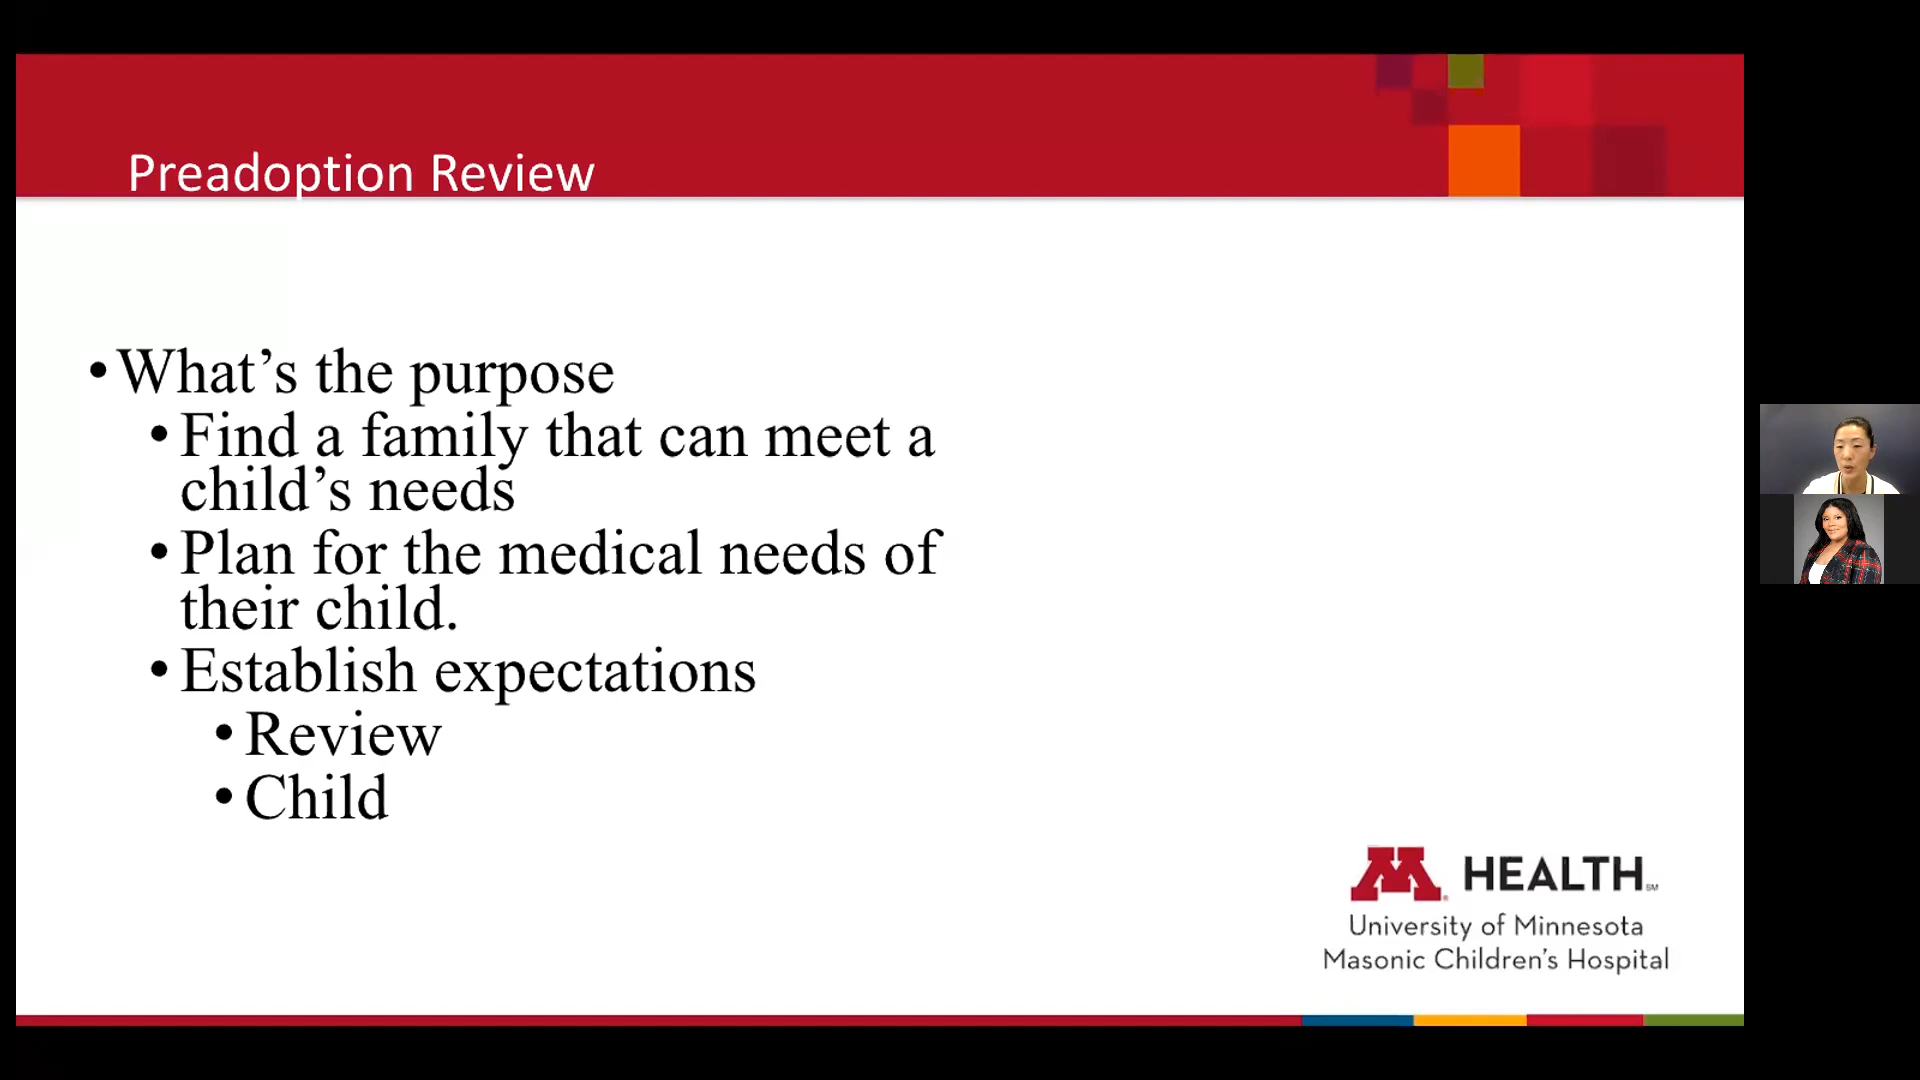 Preadoption Review
•What’s the purpose
•Find a family that can meet a
child’s needs
•Plan for the medical needs of
their child.
•Establish expectations
•Review
•Child
M® HEALTH℠
University of Minnesota
Masonic Children’s Hospital